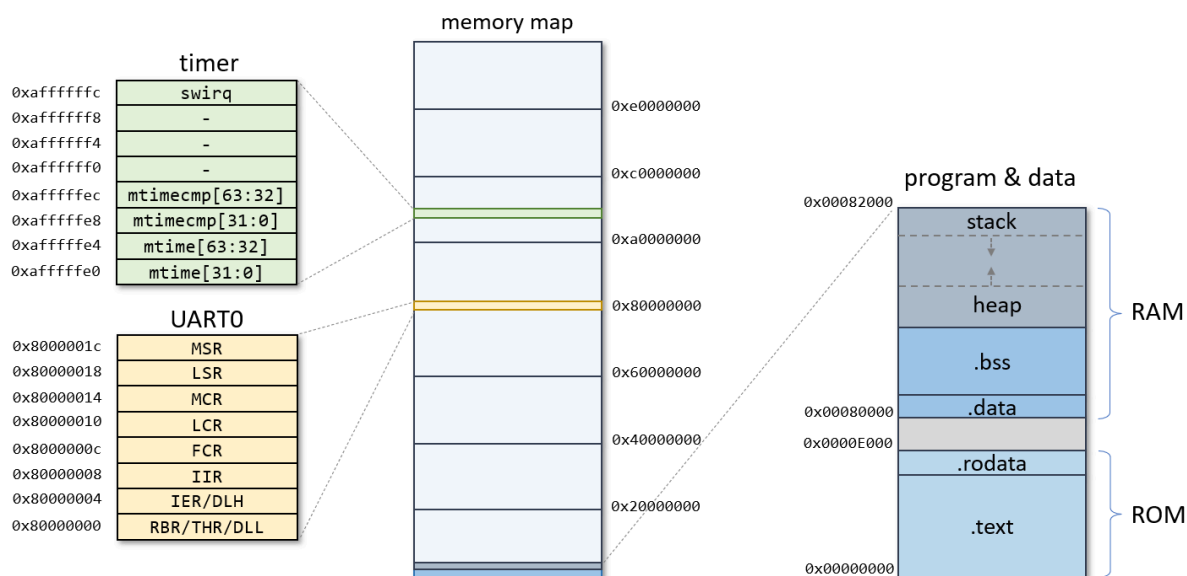 memory map
timer
0xaffffffc swirq
0xaffffff8 -
0xaffffff4 -
0xaffffff0 -
0xafffffec mtimecmp[63:32]
0xafffffe8 mtimecmp[31:0]
0xafffffe4 mtime[63:32]
0xafffffe0 mtime[31:0]
UART0
0x8000001c MSR
0x80000018 LSR
0x80000014 MCR
0x80000010 LCR
0x8000000c FCR
0x80000008 IIR
0x80000004 IER/DLH
0x80000000 RBR/THR/DLL
0xe0000000
0xc0000000
0xa0000000
0x80000000
0x60000000
0x40000000
0x20000000
program & data
0x00082000
stack
heap
.bss
0x00080000
.data
0x0000E000
.rodata
.text
0x00000000
RAM
ROM